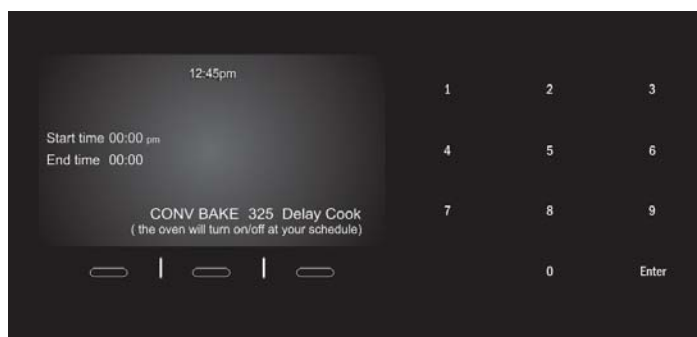 12:45pm
Start time 00:00 pm
End time 00:00
CONV BAKE 325 Delay Cook
( the oven will turn on/off at your schedule)
1 2 3
4 5 6
7 8 9
0 Enter